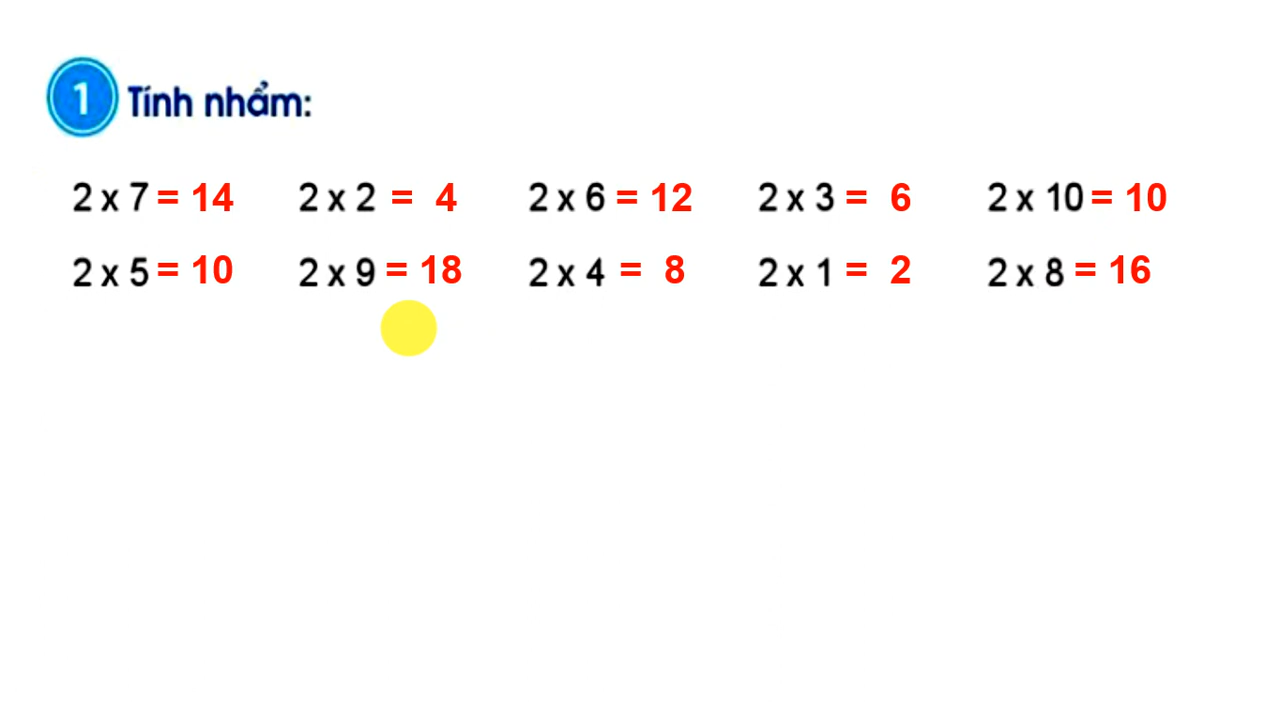 1 Tính nhẩm:
2 x 7 = 14 2 x 2 = 4 2 x 6 = 12 2 x 3 = 6 2 x 10 = 10
2 x 5 = 10 2 x 9 = 18 2 x 4 = 8 2 x 1 = 2 2 x 8 = 16